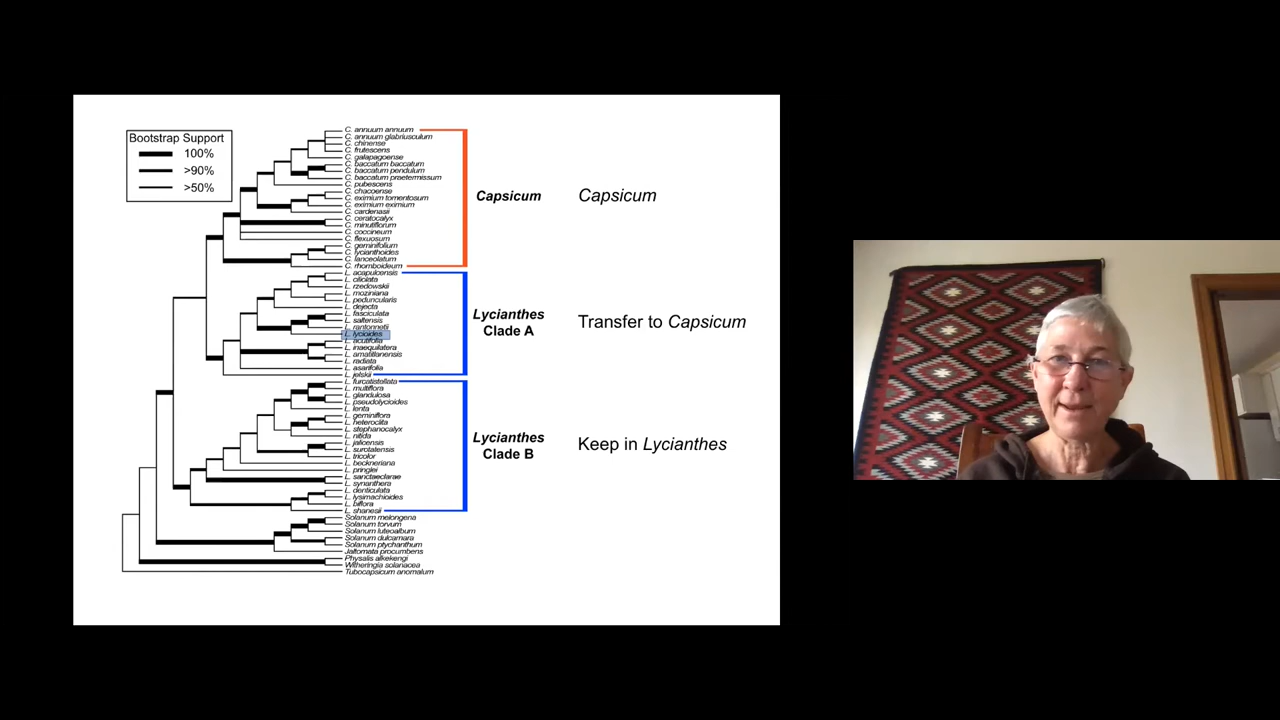 Bootstrap Support
100%
>90%
>50%
C. annuum annuum
C. annuum glabriusculum
C. chinense
C. frutescens
C. galapagoense
C. baccatum baccatum
C. baccatum pendulum
C. baccatum praetermissum
C. pubescens
C. chacoense
C. eximium tomentosum
C. eximium eximium
C. cardenasii
C. ceratocalyx
C. minutiflorum
C. coccineum
C. flexuosum
C. geminifolium
C. lycianthoides
C. lanceolatum
C. rhomboideum
L. acapulcensis
L. ciliolata
L. rzedowskii
L. moziniana
L. peduncularis
L. dejecta
L. fasciculata
L. saltensis
L. rantonnetii
L. lycioides
L. acutifolia
L. inaequilatera
L. amatitlanensis
L. radiata
L. asarifolia
L. jelskii
L. furcatistellata
L. multiflora
L. glandulosa
L. pseudolycioides
L. lenta
L. geminiflora
L. heteroclita
L. stephanocalyx
L. nitida
L. jalicensis
L. surotatensis
L. tricolor
L. beckneriana
L. pringlei
L. sanctaeclarae
L. synanthera
L. denticulata
L. lysimachioides
L. biflora
L. shanesii
Solanum melongena
Solanum torvum
Solanum luteoalbum
Solanum dulcamara
Solanum ptychanthum
Jaltomata procumbens
Physalis alkekengi
Witheringia solanacea
Tubocapsicum anomalum
Capsicum
Capsicum
Lycianthes
Clade A
Transfer to Capsicum
Lycianthes
Clade B
Keep in Lycianthes